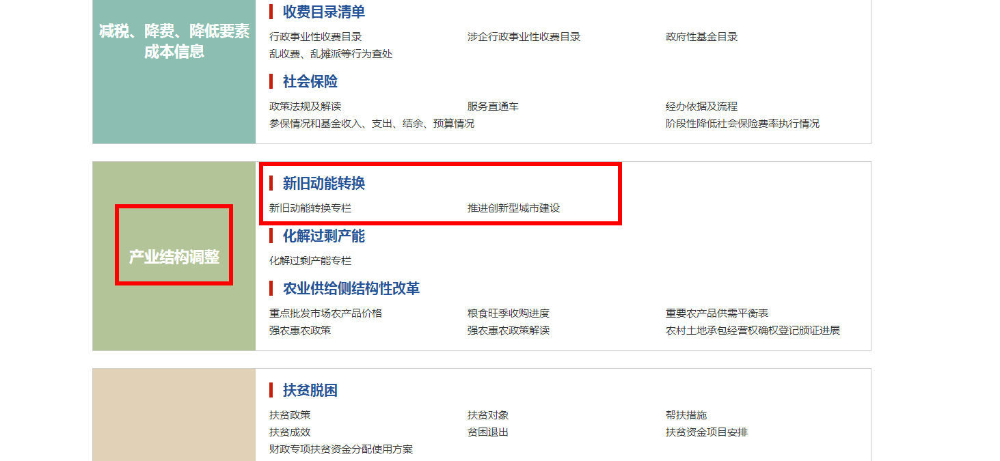 减税、降费、降低要素
成本信息
收费目录清单
行政事业性收费目录 涉企行政事业性收费目录 政府性基金目录
乱收费、乱摊派等行为查处
社会保险
政策法规及解读 服务直通车 经办依据及流程
参保情况和基金收入、支出、结余、预算情况 阶段性降低社会保险费率执行情况
产业结构调整
新旧动能转换
新旧动能转换专栏 推进创新型城市建设
化解过剩产能
化解过剩产能专栏
农业供给侧结构性改革
重点批发市场农产品价格 粮食旺季收购进度 重要农产品供需平衡表
强农惠农政策 强农惠农政策解读 农村土地承包经营权确权登记颁证进展
扶贫脱困
扶贫政策 扶贫对象 帮扶措施
扶贫成效 贫困退出 扶贫资金项目安排
财政专项扶贫资金分配使用方案